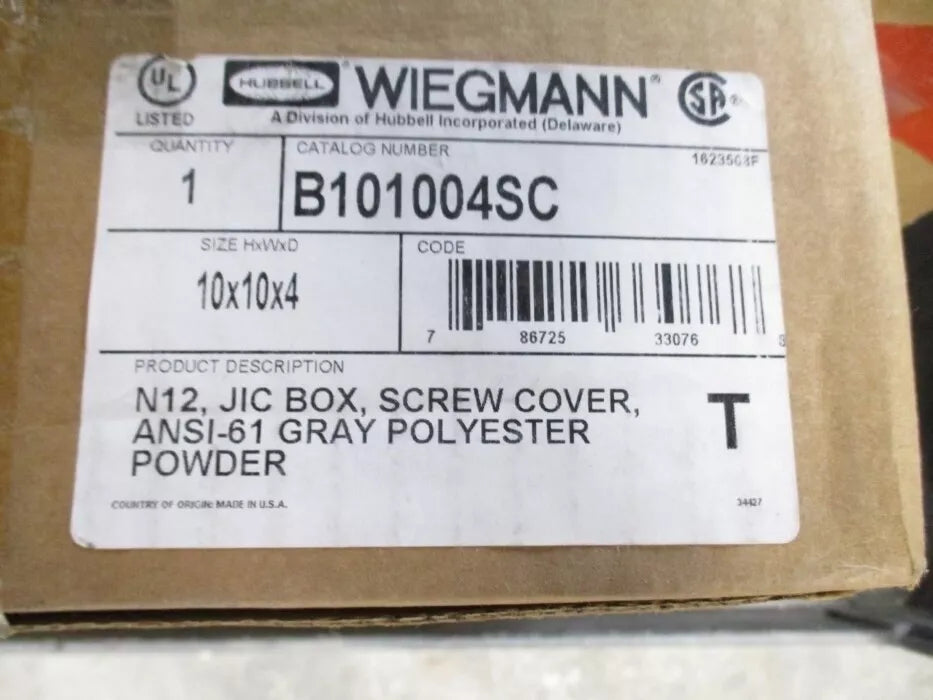 UL
LISTED
HUBBELL® WIEGMANN®
A Division of Hubbell Incorporated (Delaware)
SA®
QUANTITY
1
CATALOG NUMBER
B101004SC
SIZE HxWxD
10x10x4
CODE
7 86725 33076
PRODUCT DESCRIPTION
N12, JIC BOX, SCREW COVER,
ANSI-61 GRAY POLYESTER
POWDER
T
COUNTRY OF ORIGIN: MADE IN U.S.A.
34427